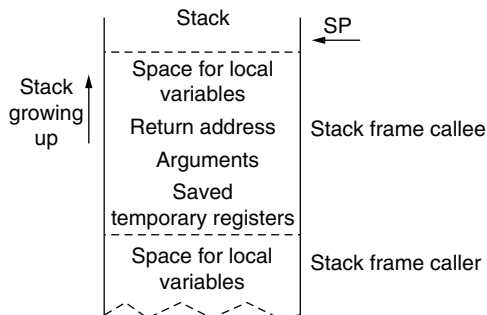 Stack
SP
Space for local
variables
Stack
growing
up
Return address
Stack frame callee
Arguments
Saved
temporary registers
Space for local
variables
Stack frame caller